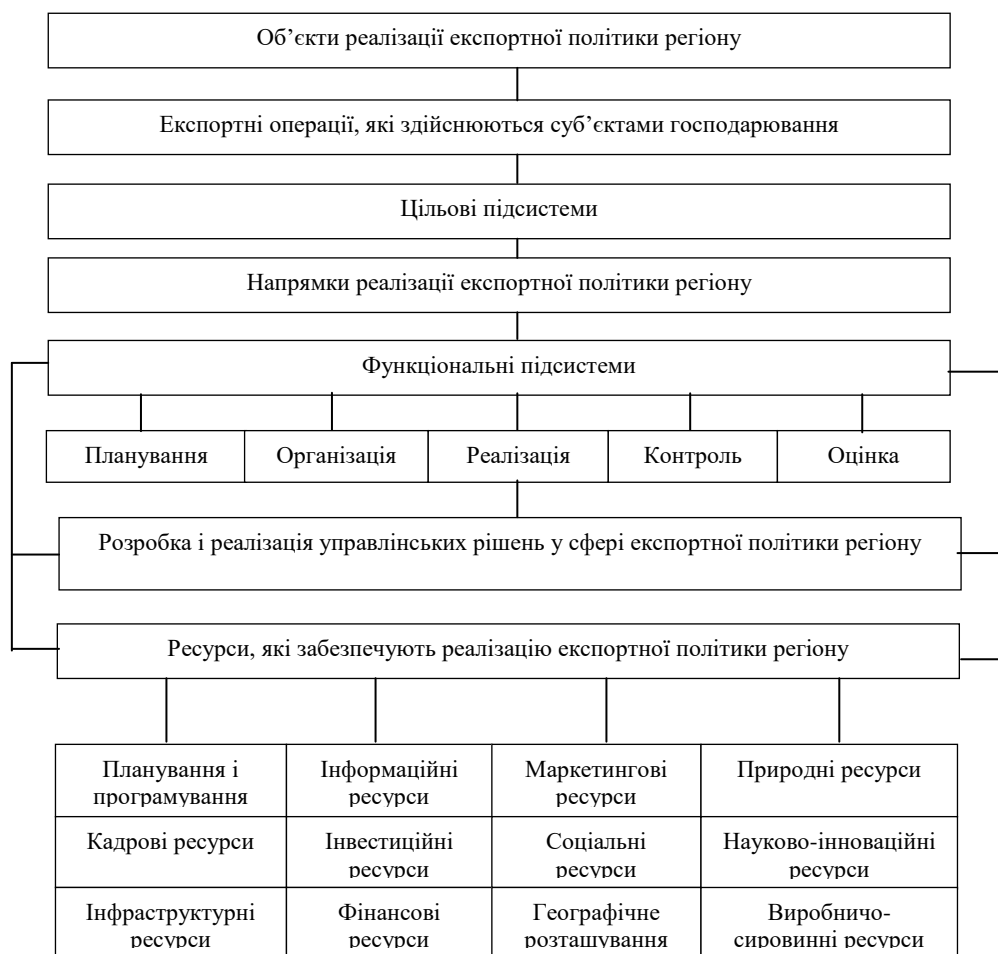 Об’єкти реалізації експортної політики регіону
Експортні операції, які здійснюються суб’єктами господарювання
Цільові підсистеми
Напрямки реалізації експортної політики регіону
Функціональні підсистеми
Планування Організація Реалізація Контроль Оцінка
Розробка і реалізація управлінських рішень у сфері експортної політики регіону
Ресурси, які забезпечують реалізацію експортної політики регіону
Планування і
програмування
Інформаційні
ресурси
Маркетингові
ресурси
Природні ресурси
Кадрові ресурси
Інвестиційні
ресурси
Соціальні
ресурси
Науково-інноваційні
ресурси
Інфраструктурні
ресурси
Фінансові
ресурси
Географічне
розташування
Виробничо-
сировинні ресурси